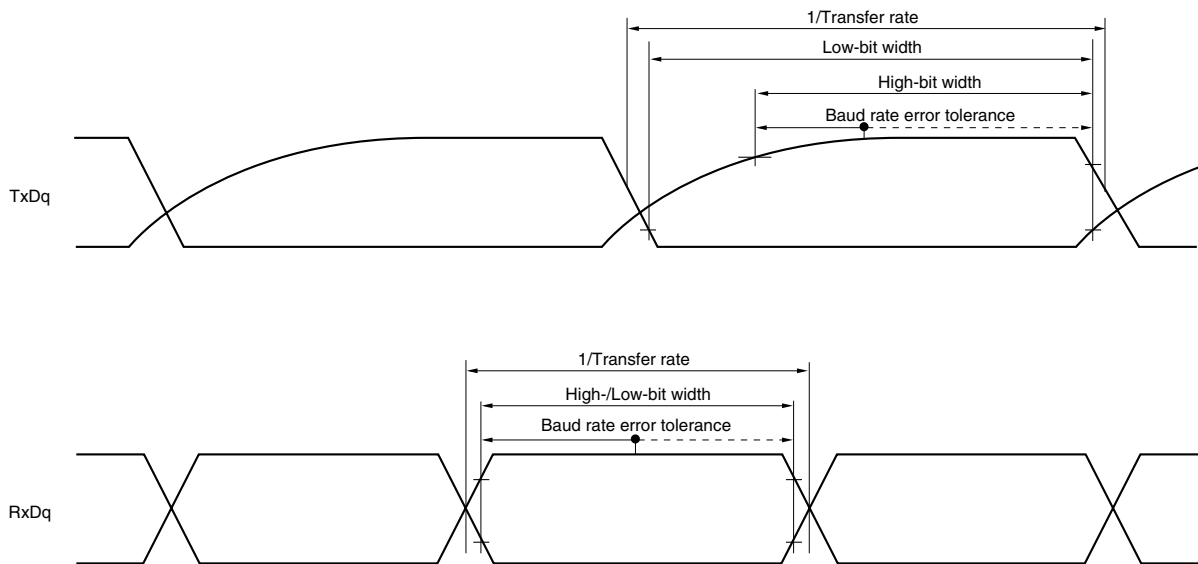 1/Transfer rate
Low-bit width
High-bit width
Baud rate error tolerance
TxDq
1/Transfer rate
High-/Low-bit width
Baud rate error tolerance
RxDq